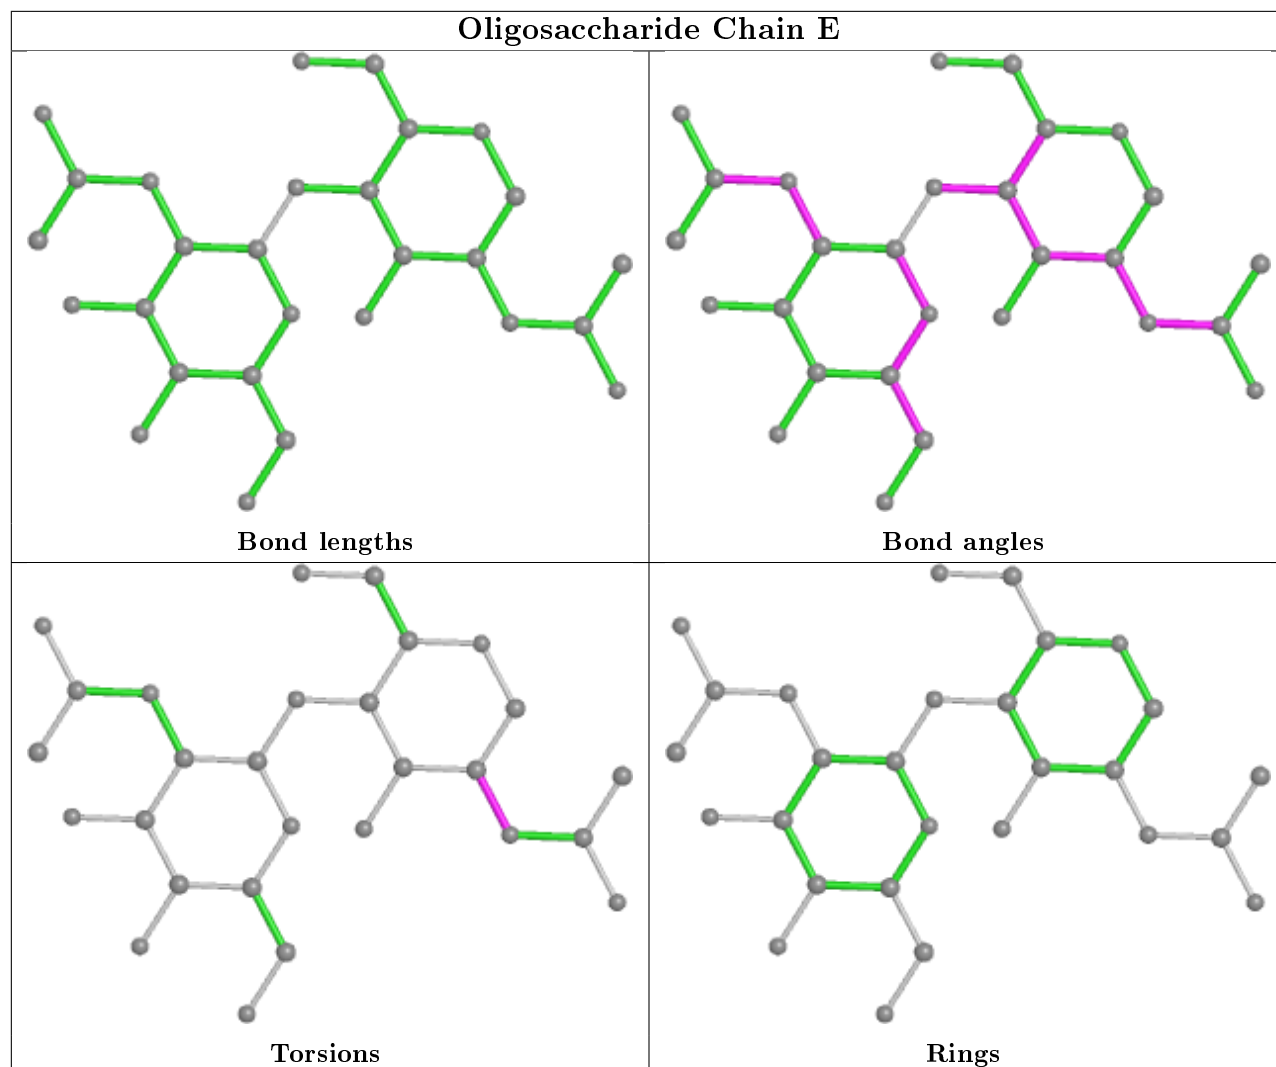 Oligosaccharide Chain E
Bond lengths
Bond angles
Torsions
Rings